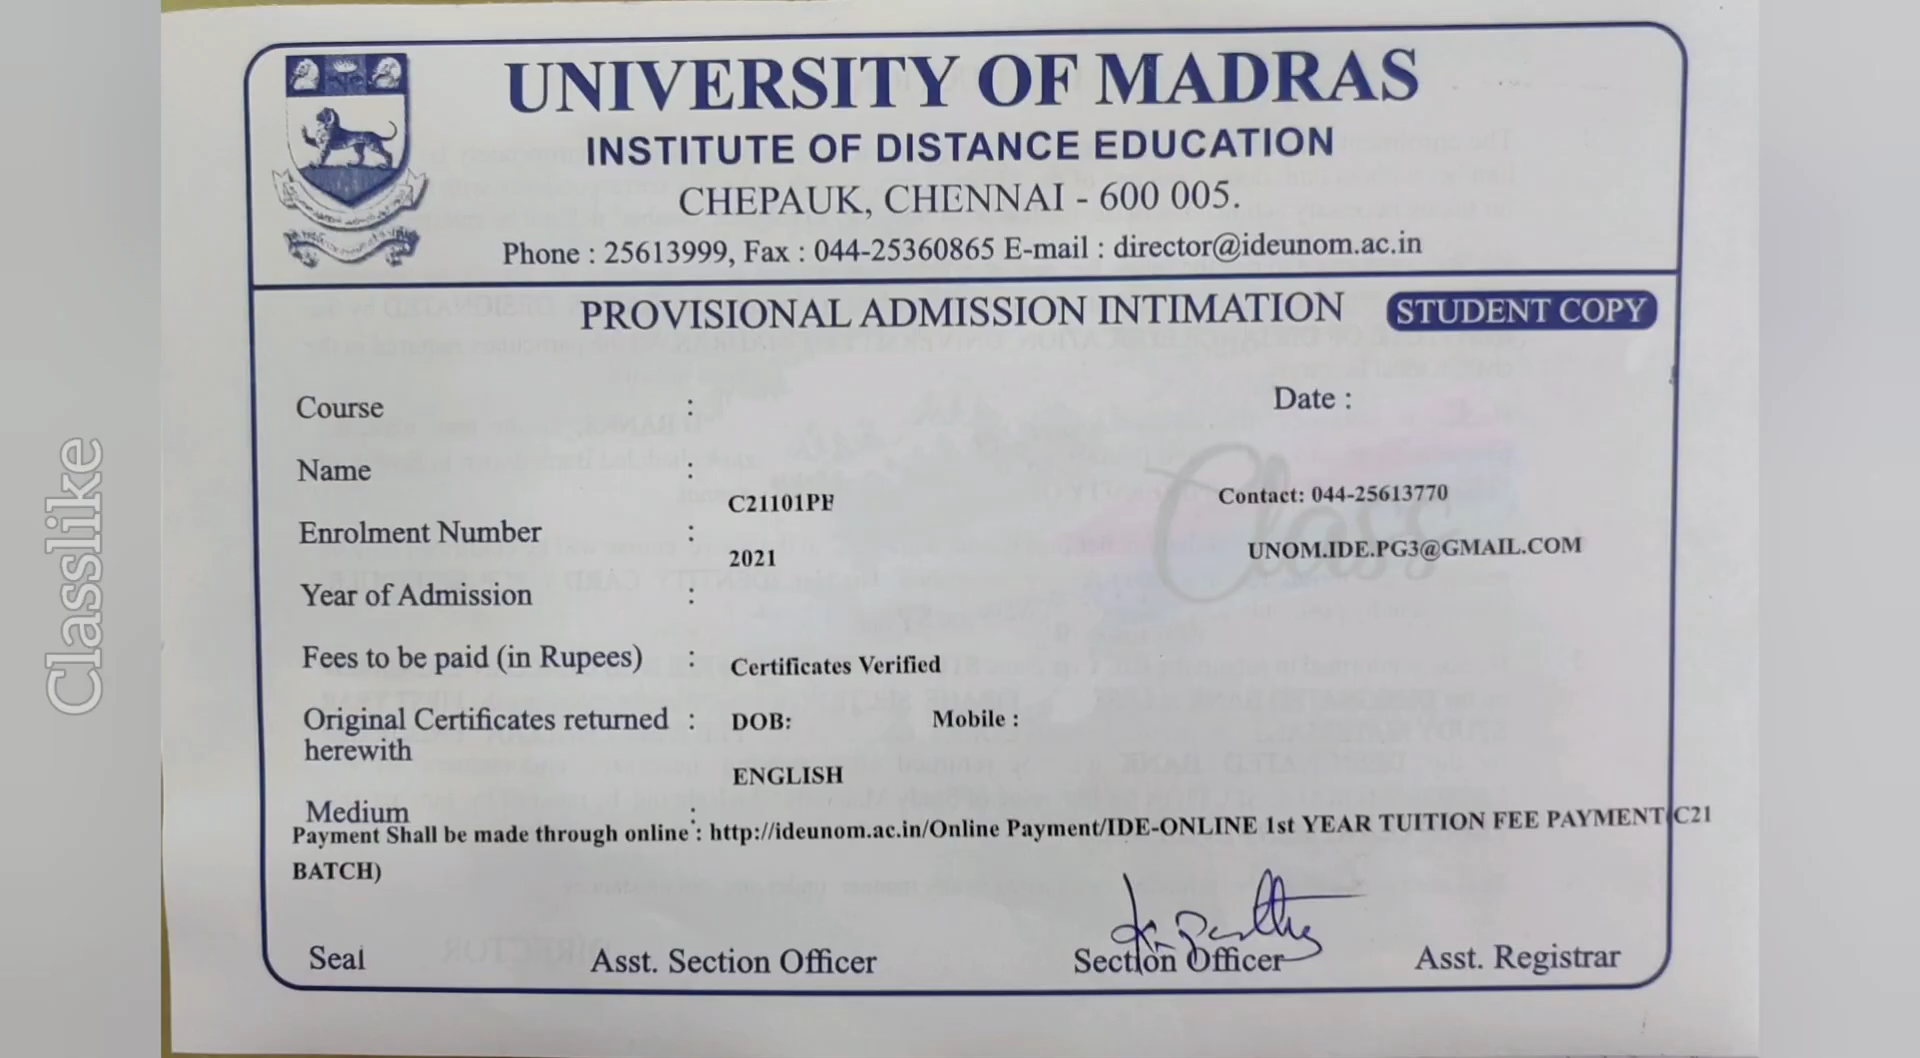 UNIVERSITY OF MADRAS
INSTITUTE OF DISTANCE EDUCATION
CHEPAUK, CHENNAI - 600 005.
Phone : 25613999, Fax : 044-25360865 E-mail : director@ideunom.ac.in
PROVISIONAL ADMISSION INTIMATION STUDENT COPY
Course : Date :
Name :
C21101PE Contact: 044-25613770
Enrolment Number :
2021 UNOM.IDE.PG3@GMAIL.COM
Year of Admission :
Fees to be paid (in Rupees) : Certificates Verified
Original Certificates returned : DOB: Mobile :
herewith
ENGLISH
Medium :
Payment Shall be made through online : http://ideunom.ac.in/Online Payment/IDE-ONLINE 1st YEAR TUITION FEE PAYMENT(C21
BATCH)
Seal Asst. Section Officer Section Officer Asst. Registrar
Classlike
Class